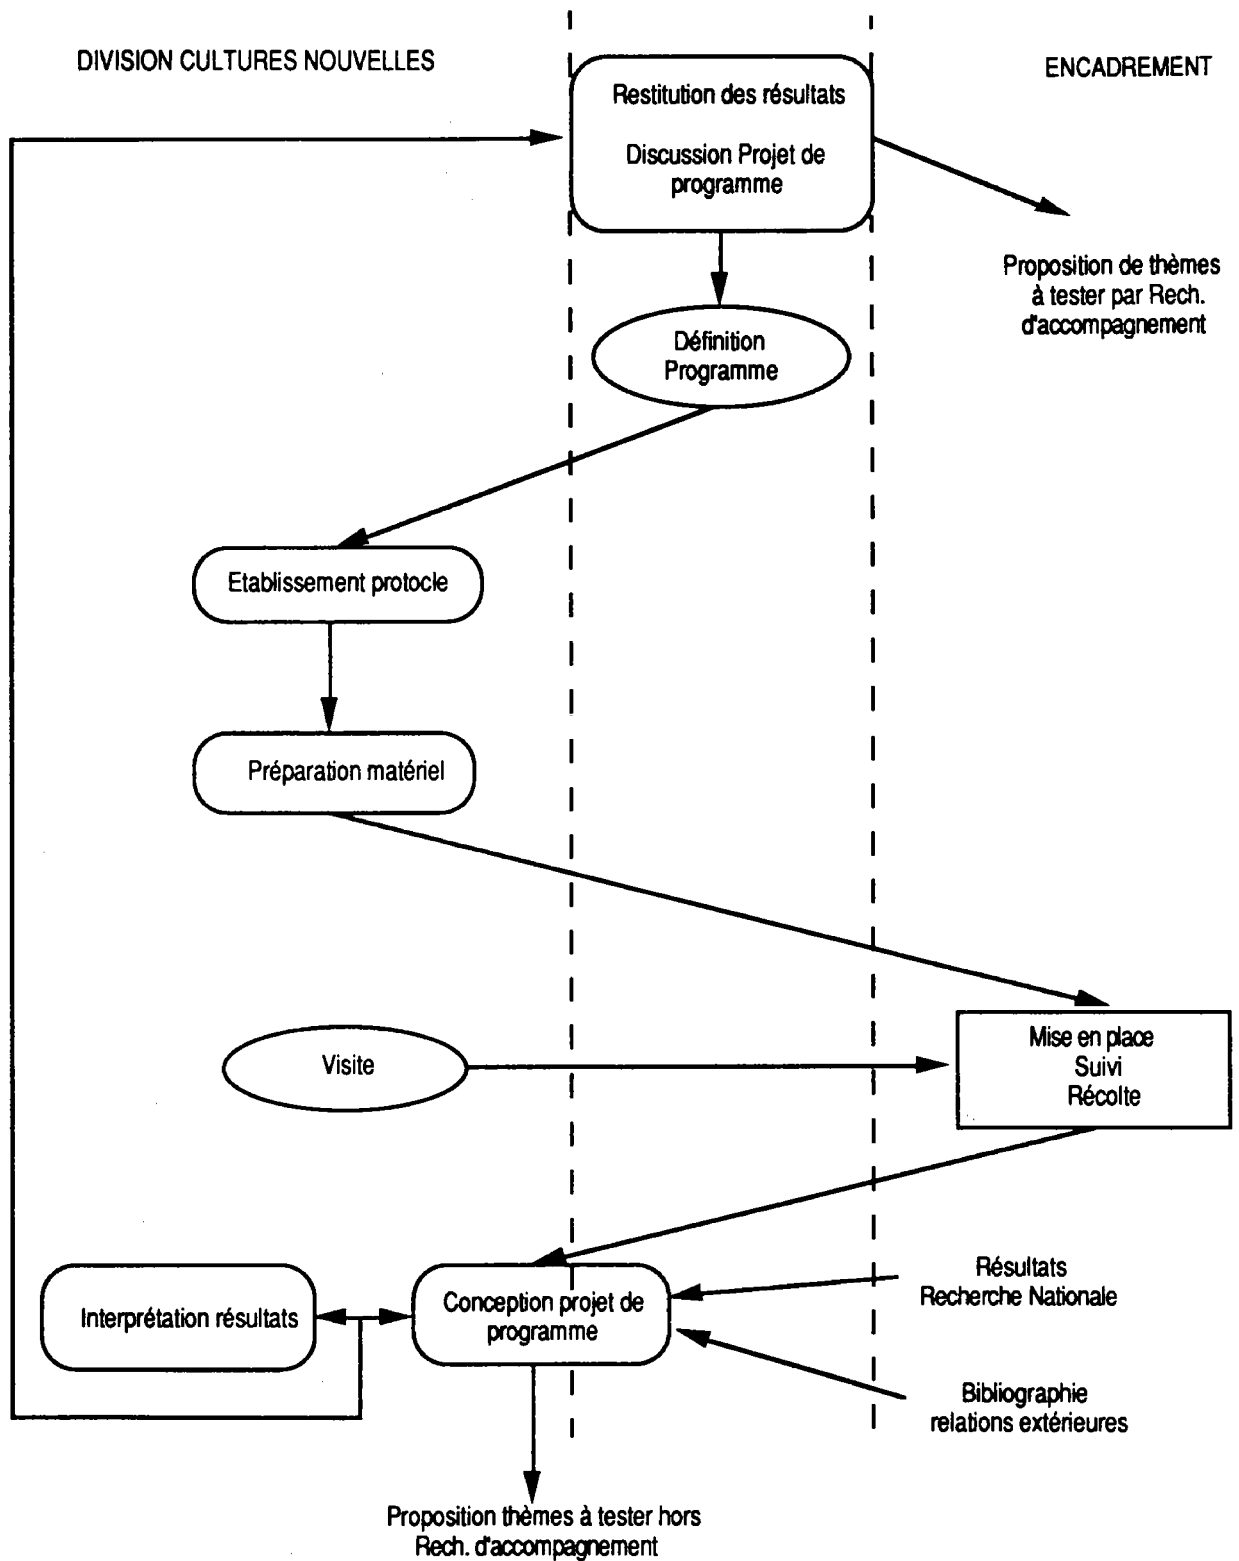 DIVISION CULTURES NOUVELLES
ENCADREMENT
Restitution des résultats
Discussion Projet de
programme
Proposition de thèmes
à tester par Rech.
d'accompagnement
Définition
Programme
Etablissement protocle
Préparation matériel
Visite
Mise en place
Suivi
Récolte
Interprétation résultats
Conception projet de
programme
Résultats
Recherche Nationale
Bibliographie
relations extérieures
Proposition thèmes à tester hors
Rech. d'accompagnement